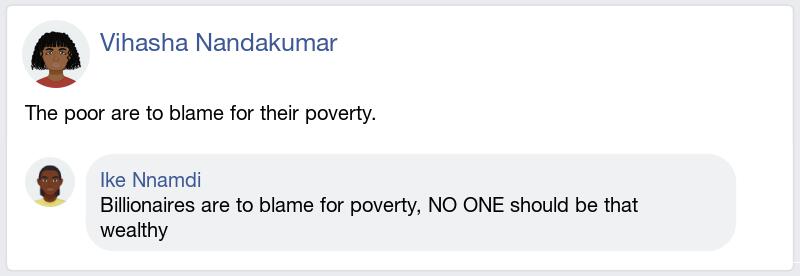 Vihasha Nandakumar
The poor are to blame for their poverty.
Ike Nnamdi
Billionaires are to blame for poverty, NO ONE should be that
wealthy